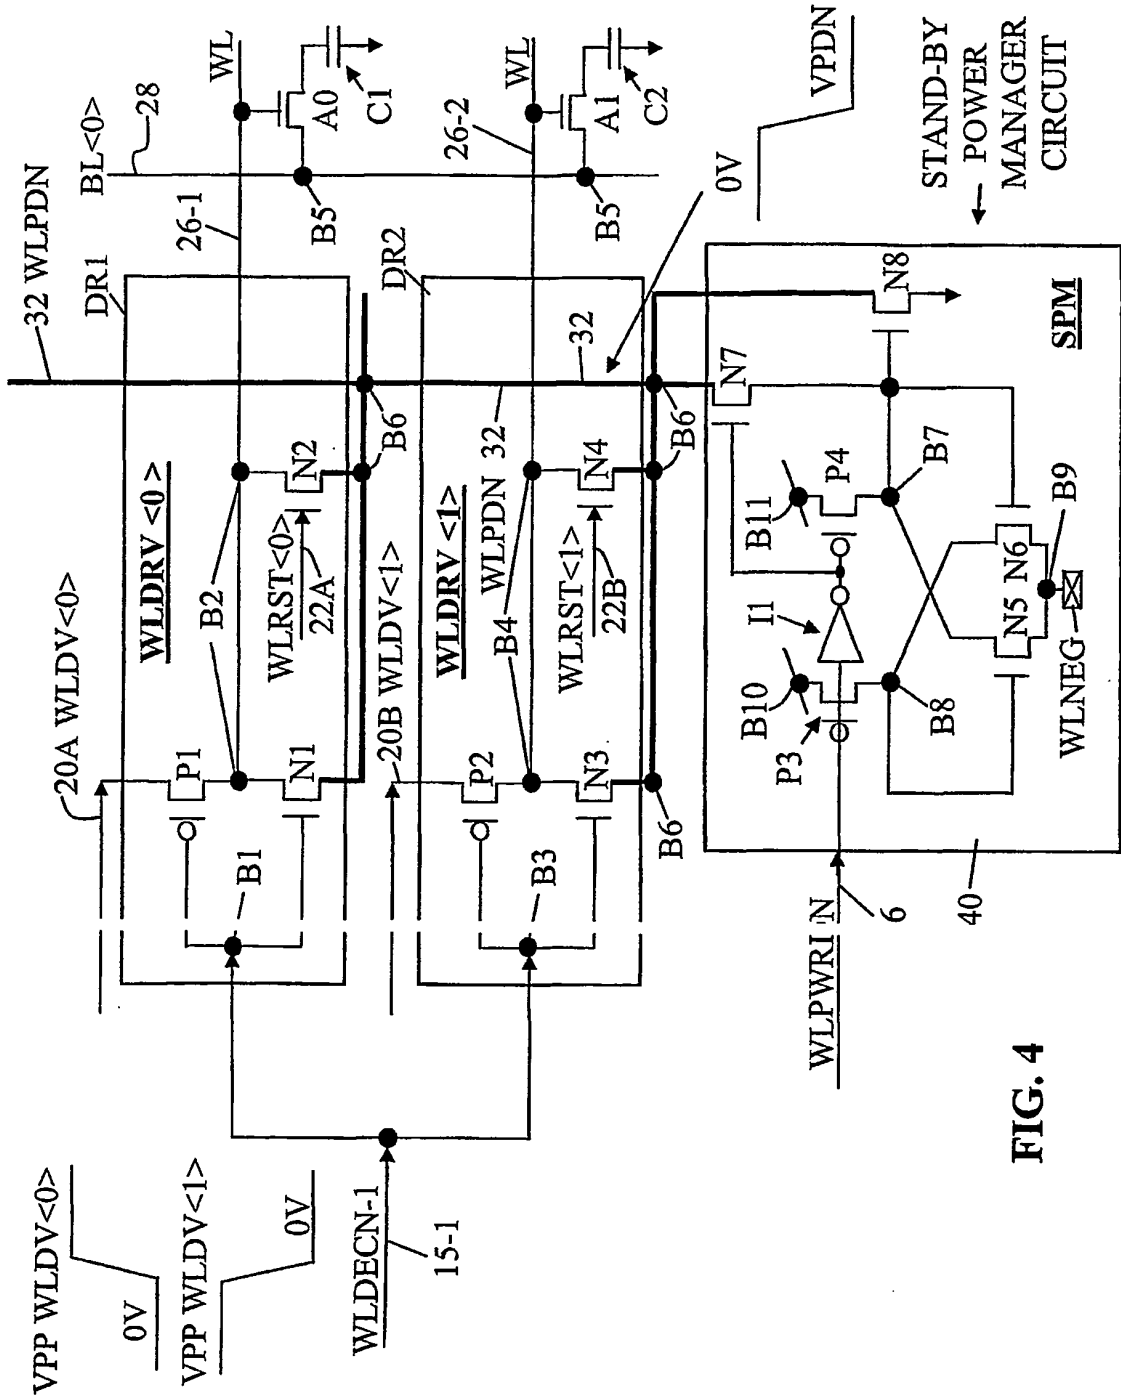 VPP WLDV<0>
0V
VPP WLDV<1>
0V
WLDECN-1
15-1
20A WLDV<0>
P1
N1
B1
B2
WLDRV <0>
WLRST<0>
22A
N2
B6
DR1
32 WLPDN
26-1
BL<0>
28
WL
A0
C1
B5
20B WLDV<1>
P2
N3
B3
B4
WLDRV <1>
WLPDN
32
WLRST<1>
22B
N4
B6
B6
32
DR2
26-2
WL
A1
C2
B5
0V
VPDN
STAND-BY
POWER
MANAGER
CIRCUIT
WLPWRI N
6
40
P3
B10
I1
B11
P4
N7
N8
B8
B7
N5
N6
B9
WLNEG
SPM
FIG. 4